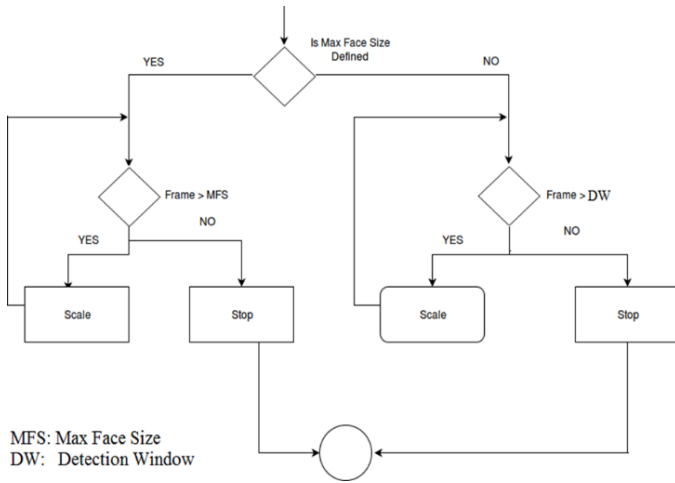 Is Max Face Size
Defined
YES
NO
Frame > MFS
Frame > DW
NO
YES
YES
NO
Scale
Stop
Scale
Stop
MFS: Max Face Size
DW: Detection Window